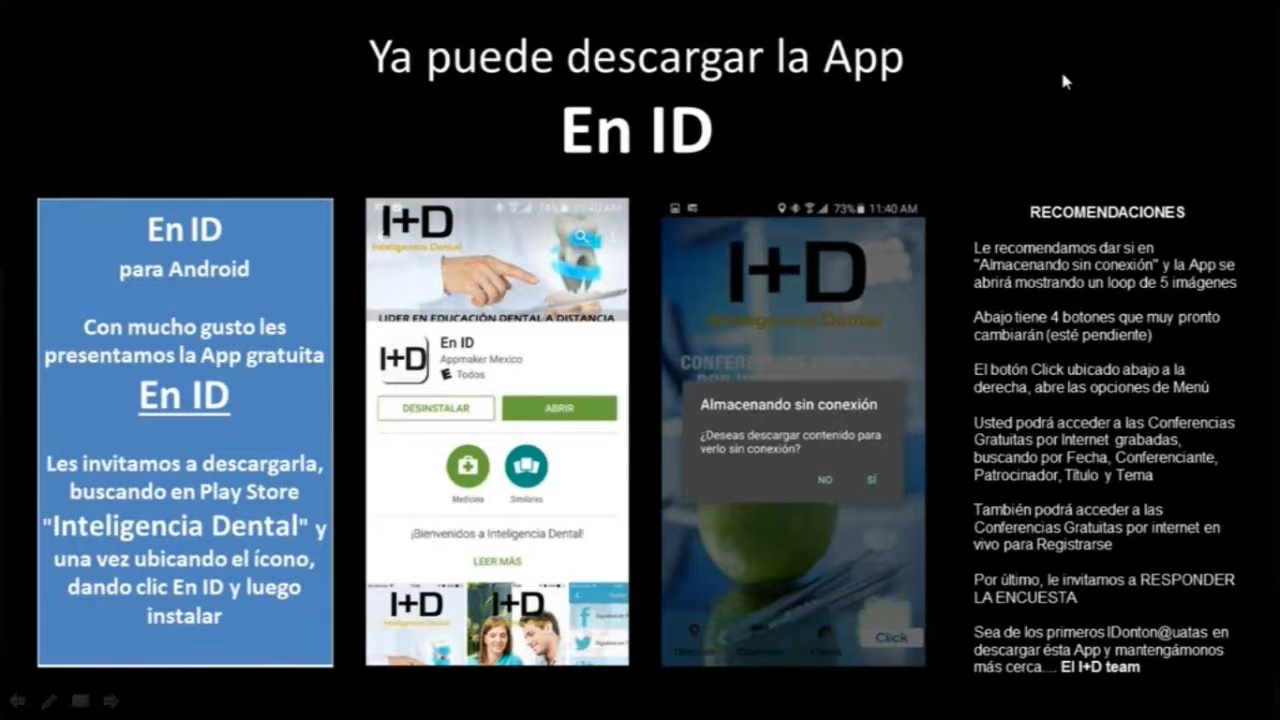 Ya puede descargar la App
En ID
En ID
para Android
Con mucho gusto les
presentamos la App gratuita
En ID
Les invitamos a descargarla,
buscando en Play Store
"Inteligencia Dental" y
una vez ubicando el ícono,
dando clic En ID y luego
instalar
I+D
Inteligencia Dental
LIDER EN EDUCACIÓN DENTAL A DISTANCIA
I+D
En ID
Appmaker Mexico
E Todos
DESINSTALAR
ABRIR
Medicina
Similares
¡Bienvenidos a Inteligencia Dental!
LEER MÁS
I+D
I+D
73% 11:40 AM
I+D
Inteligencia Dental
Almacenando sin conexión
¿Deseas descargar contenido para
verlo sin conexión?
NO
SÍ
Click
RECOMENDACIONES
Le recomendamos dar si en
"Almacenando sin conexión" y la App se
abrirá mostrando un loop de 5 imágenes
Abajo tiene 4 botones que muy pronto
cambiarán (esté pendiente)
El botón Click ubicado abajo a la
derecha, abre las opciones de Menú
Usted podrá acceder a las Conferencias
Gratuitas por Internet grabadas,
buscando por Fecha, Conferenciante,
Patrocinador, Título y Tema
También podrá acceder a las
Conferencias Gratuitas por internet en
vivo para Registrarse
Por último, le invitamos a RESPONDER
LA ENCUESTA
Sea de los primeros IDonton@uatas en
descargar ésta App y mantengámonos
más cerca.... El I+D team